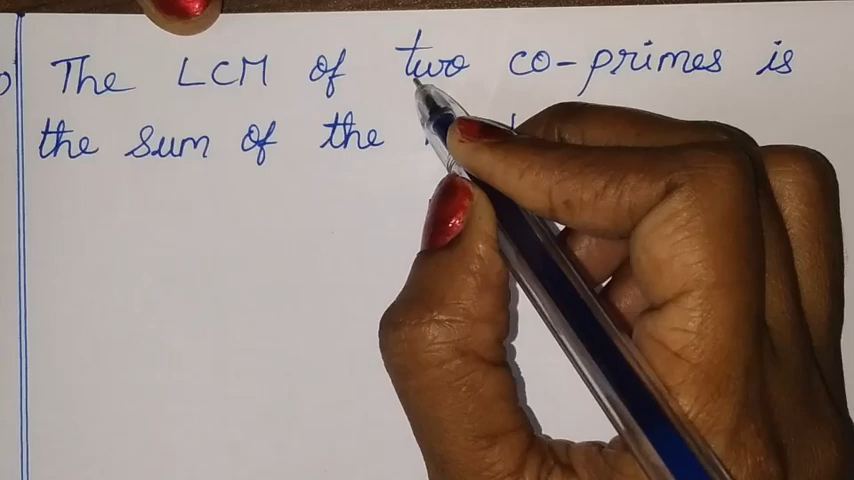 The LCM of two co-primes is
the sum of the